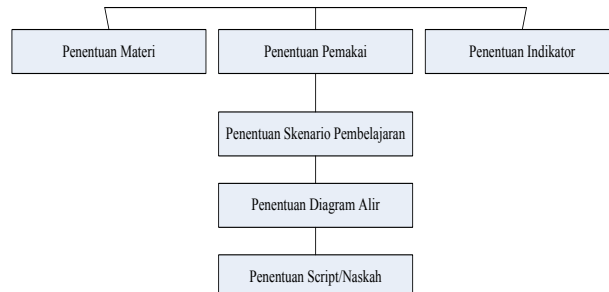 Penentuan Materi
Penentuan Pemakai
Penentuan Indikator
Penentuan Skenario Pembelajaran
Penentuan Diagram Alir
Penentuan Script/Naskah